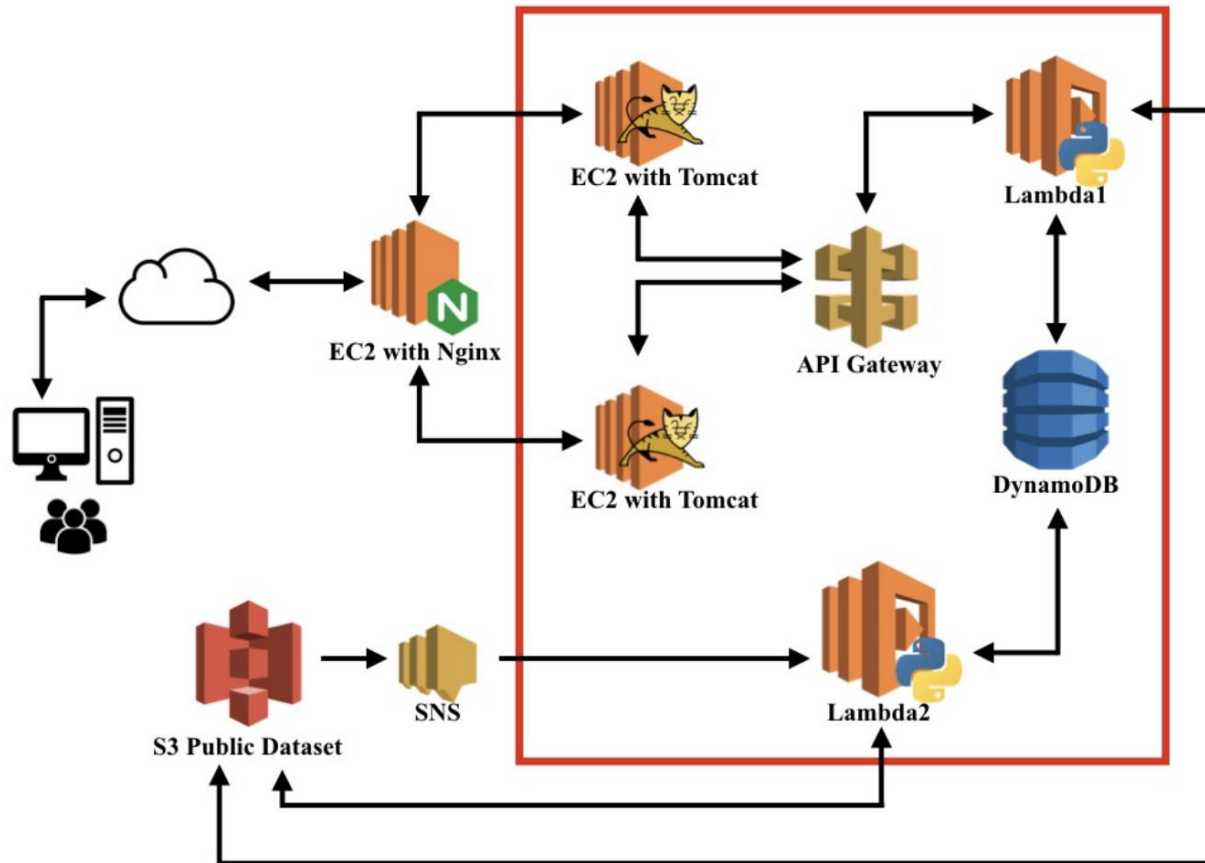 EC2 with Tomcat
Lambda1
EC2 with Nginx
API Gateway
EC2 with Tomcat
DynamoDB
Lambda2
SNS
S3 Public Dataset